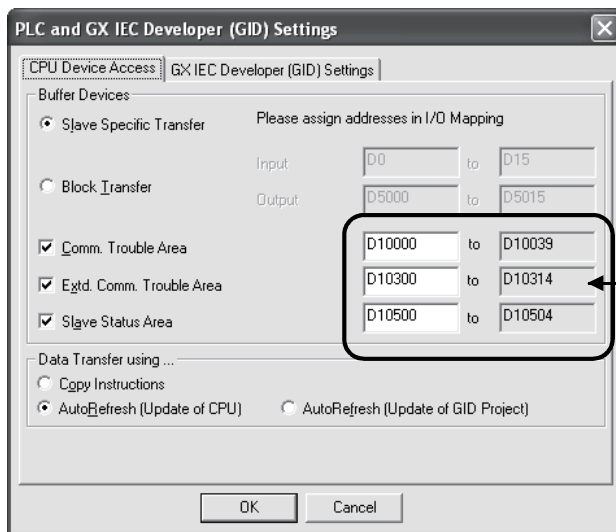 PLC and GX IEC Developer (GID) Settings
CPU Device Access GX IEC Developer (GID) Settings
Buffer Devices
Slave Specific Transfer Please assign addresses in I/O Mapping
Input D0 to D15
Block Transfer
Output D5000 to D5015
Comm. Trouble Area D10000 to D10039
Extd. Comm. Trouble Area D10300 to D10314
Slave Status Area D10500 to D10504
Data Transfer using ...
Copy Instructions
AutoRefresh (Update of CPU) AutoRefresh (Update of GID Project)
OK Cancel